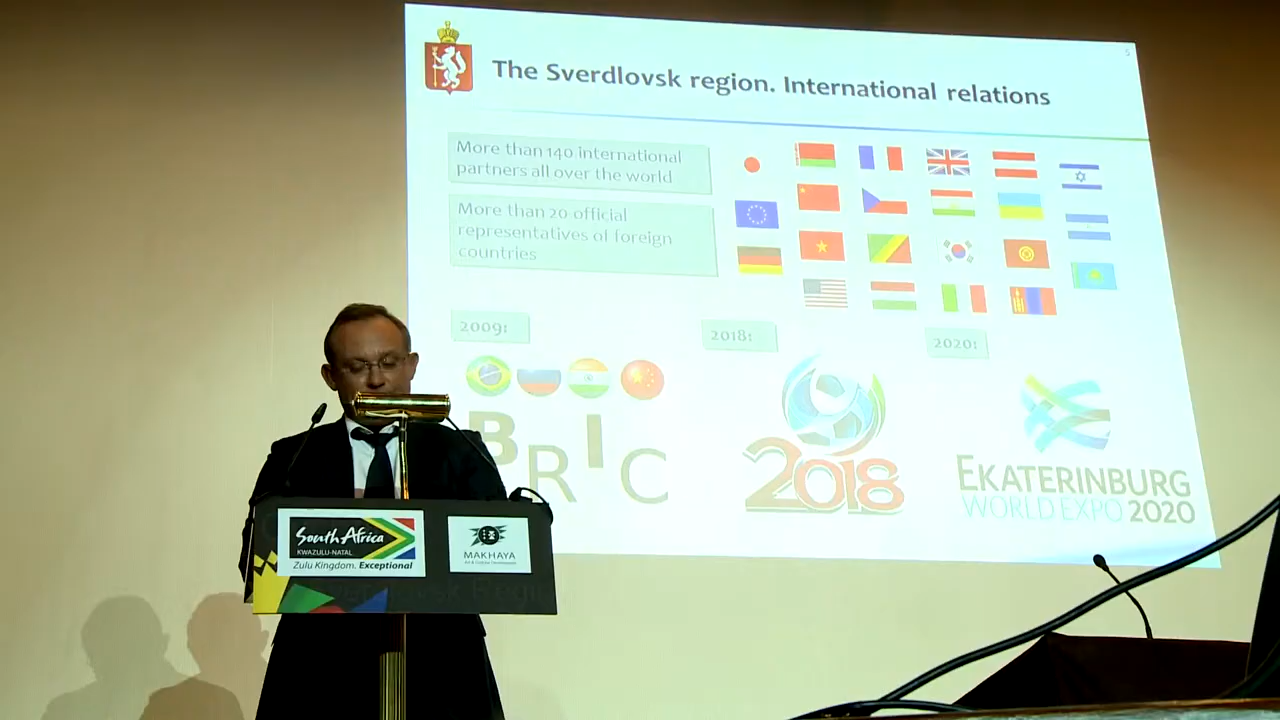 5
The Sverdlovsk region. International relations
More than 140 international
partners all over the world
More than 20 official
representatives of foreign
countries
2009:
2018:
2020:
BRIC
2018
EKATERINBURG
WORLD EXPO 2020
South Africa
KWAZULU-NATAL
Zulu Kingdom. Exceptional
MAKHAYA